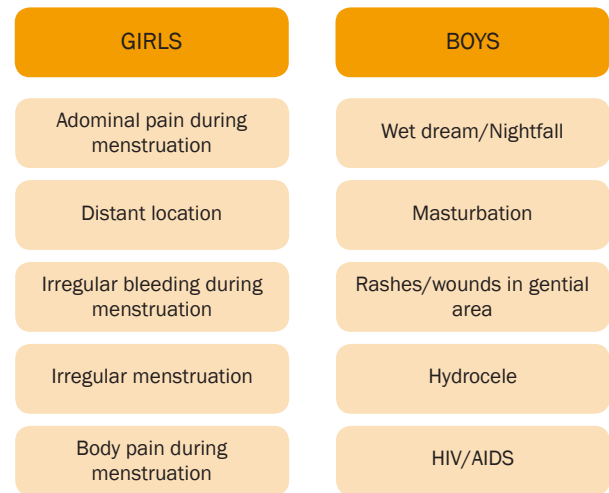 GIRLS
Adominal pain during
menstruation
Distant location
Irregular bleeding during
menstruation
Irregular menstruation
Body pain during
menstruation
BOYS
Wet dream/Nightfall
Masturbation
Rashes/wounds in gential
area
Hydrocele
HIV/AIDS